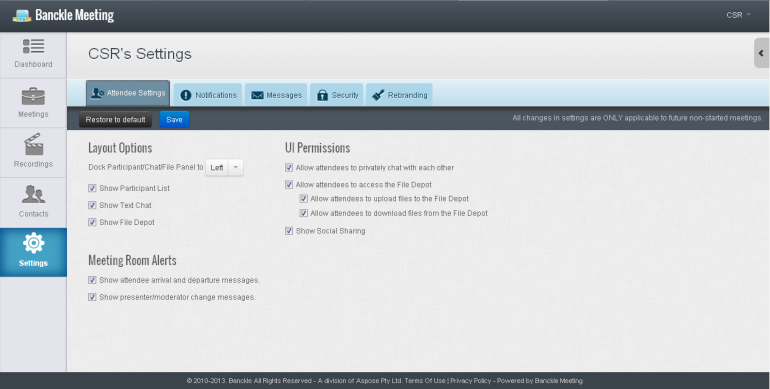 Banckle Meeting
CSR
Dashboard
Meetings
Recordings
Contacts
Settings
CSR's Settings
Attendee Settings
Notifications
Messages
Security
Rebranding
Restore to default
Save
All changes in settings are ONLY applicable to future non-started meetings.
Layout Options
Dock Participant/Chat/File Panel to Left
Show Participant List
Show Text Chat
Show File Depot
Meeting Room Alerts
Show attendee arrival and departure messages.
Show presenter/moderator change messages.
UI Permissions
Allow attendees to privately chat with each other
Allow attendees to access the File Depot
Allow attendees to upload files to the File Depot
Allow attendees to download files from the File Depot
Show Social Sharing
© 2010-2013. Banckle All Rights Reserved - A division of Aspose Pty Ltd. Terms Of Use | Privacy Policy - Powered by Banckle Meeting